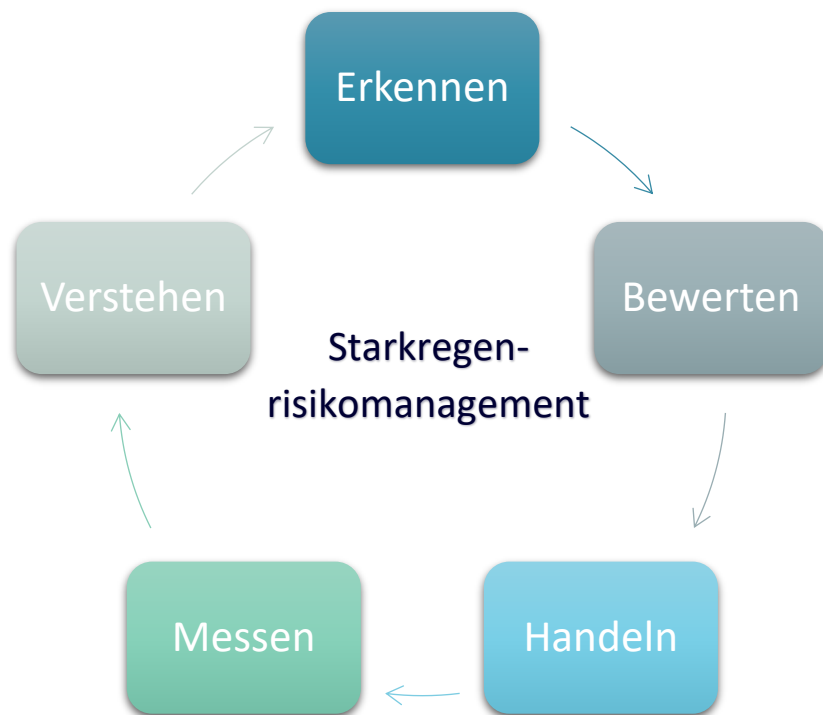 Erkennen
Bewerten
Handeln
Messen
Verstehen
Starkregen-
risikomanagement